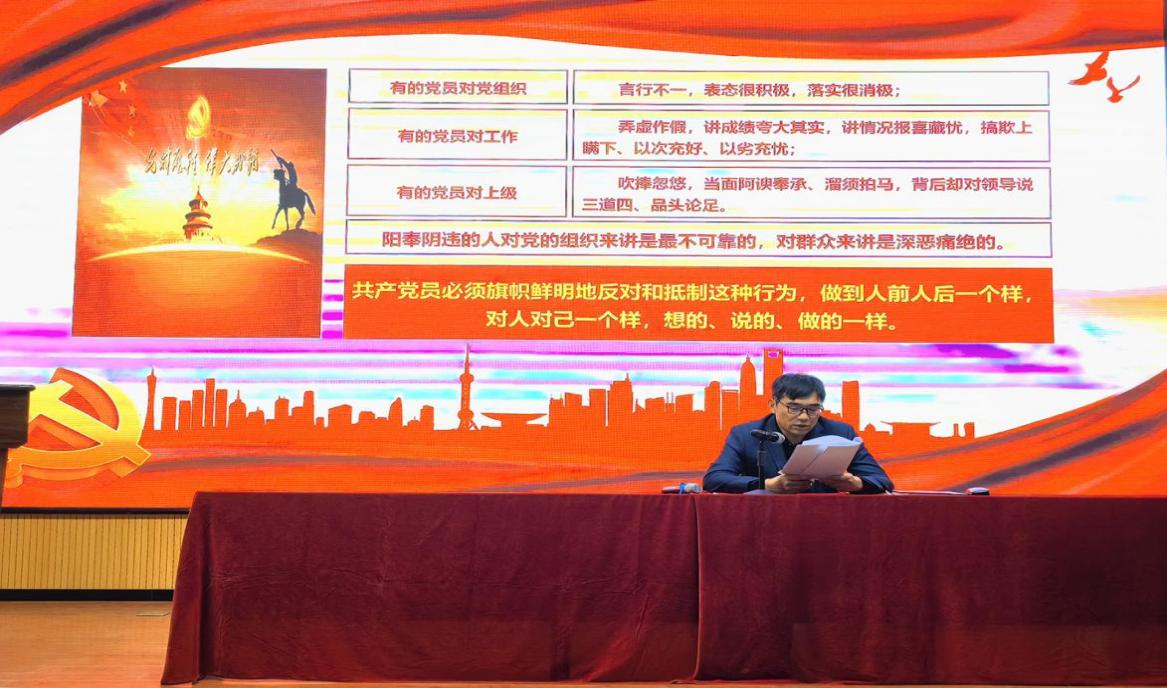 有的党员对党组织
言行不一，表态很积极，落实很消极；
有的党员对工作
弄虚作假，讲成绩夸大其实，讲情况报喜藏忧，搞欺上
瞒下、以次充好、以劣充忧；
有的党员对上级
吹捧忽悠，当面阿谀奉承、溜须拍马，背后却对领导说
三道四、品头论足。
阳奉阴违的人对党的组织来讲是最不可靠的，对群众来讲是深恶痛绝的。
共产党员必须旗帜鲜明地反对和抵制这种行为，做到人前人后一个样，
对人对己一个样，想的、说的、做的一样。